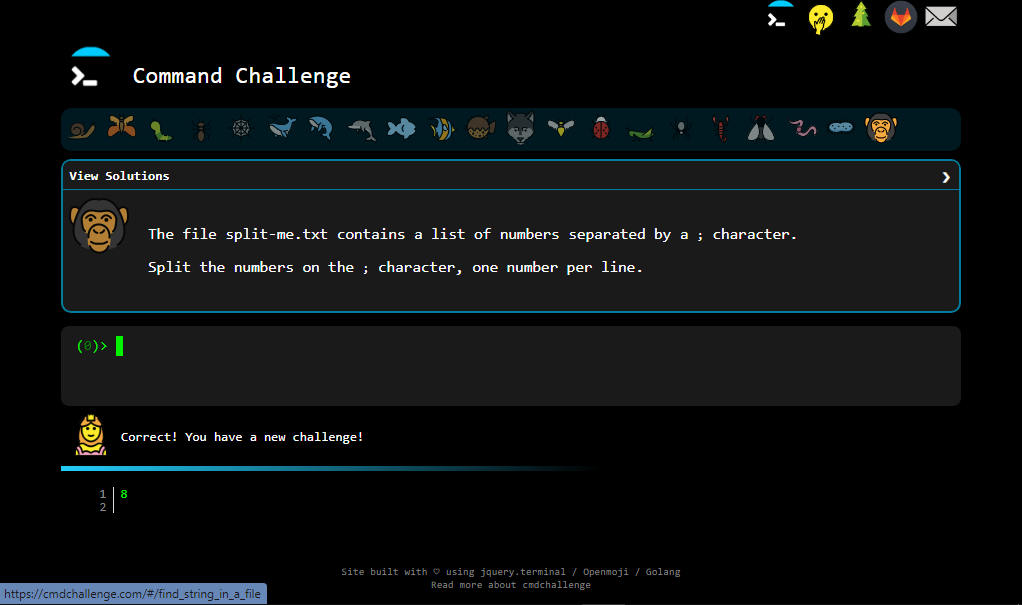 Command Challenge
View Solutions
The file split-me.txt contains a list of numbers separated by a ; character.
Split the numbers on the ; character, one number per line.
(0)>
Correct! You have a new challenge!
1 8
2
Site built with ♡ using jquery.terminal / Openmoji / Golang
Read more about cmdchallenge
https://cmdchallenge.com/#/find_string_in_a_file